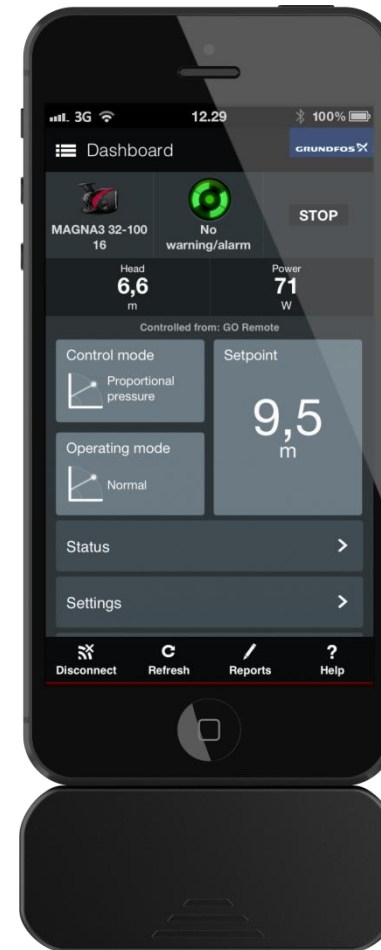 3G
12.29
100%
Dashboard
GRUNDFOS
MAGNA3 32-100
16
No
warning/alarm
STOP
Head
6,6
m
Power
71
W
Controlled from: GO Remote
Control mode
Proportional
pressure
Setpoint
9,5
m
Operating mode
Normal
Status
Settings
Disconnect
Refresh
Reports
Help